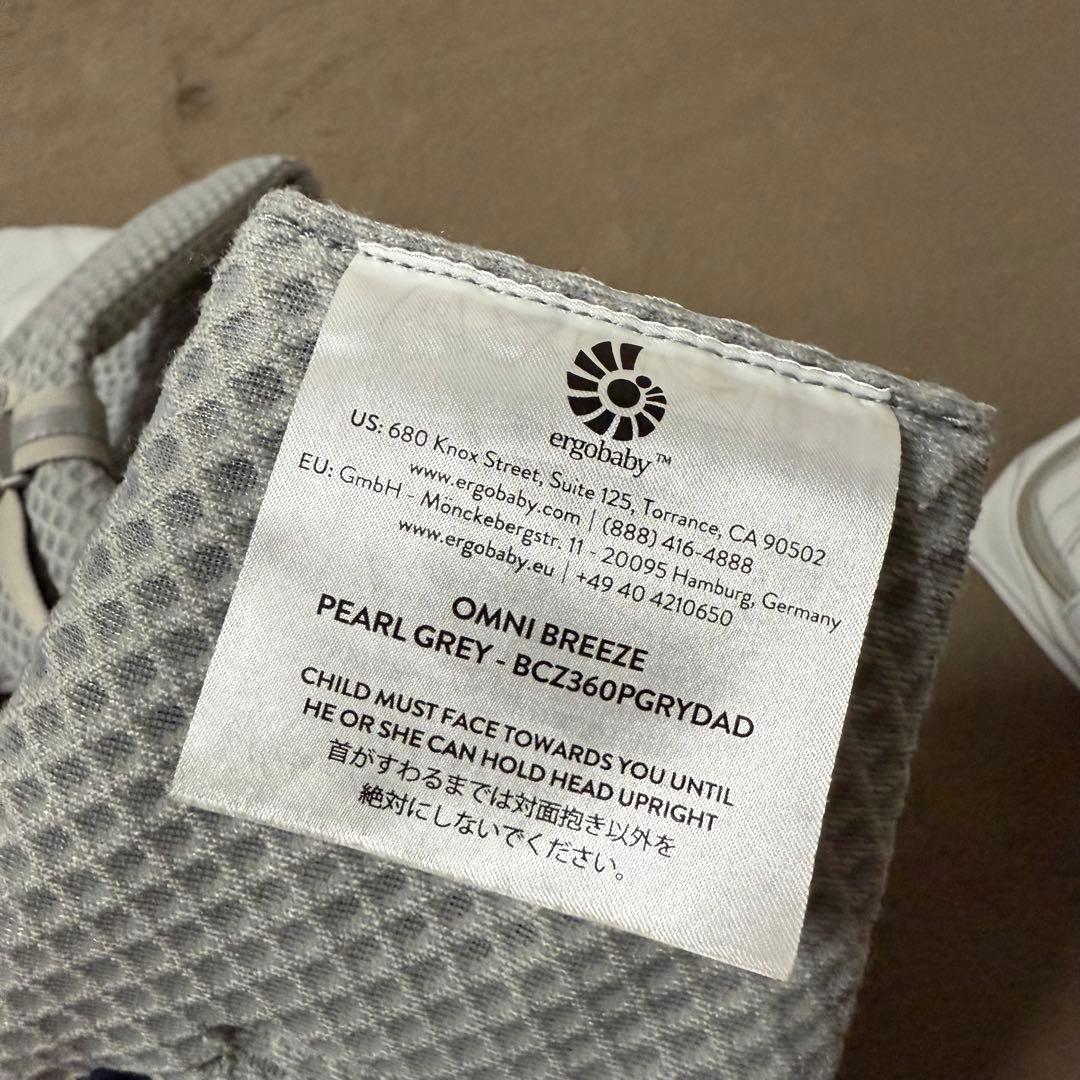 ergobaby™
US: 680 Knox Street, Suite 125, Torrance, CA 90502
www.ergobaby.com | (888) 416-4888
EU: GmbH - Mönckebergstr. 11 - 20095 Hamburg, Germany
www.ergobaby.eu | +49 40 4210650
OMNI BREEZE
PEARL GREY - BCZ360PGRYDAD
CHILD MUST FACE TOWARDS YOU UNTIL
HE OR SHE CAN HOLD HEAD UPRIGHT
首がすわるまでは対面抱き以外を
絶対にしないでください。